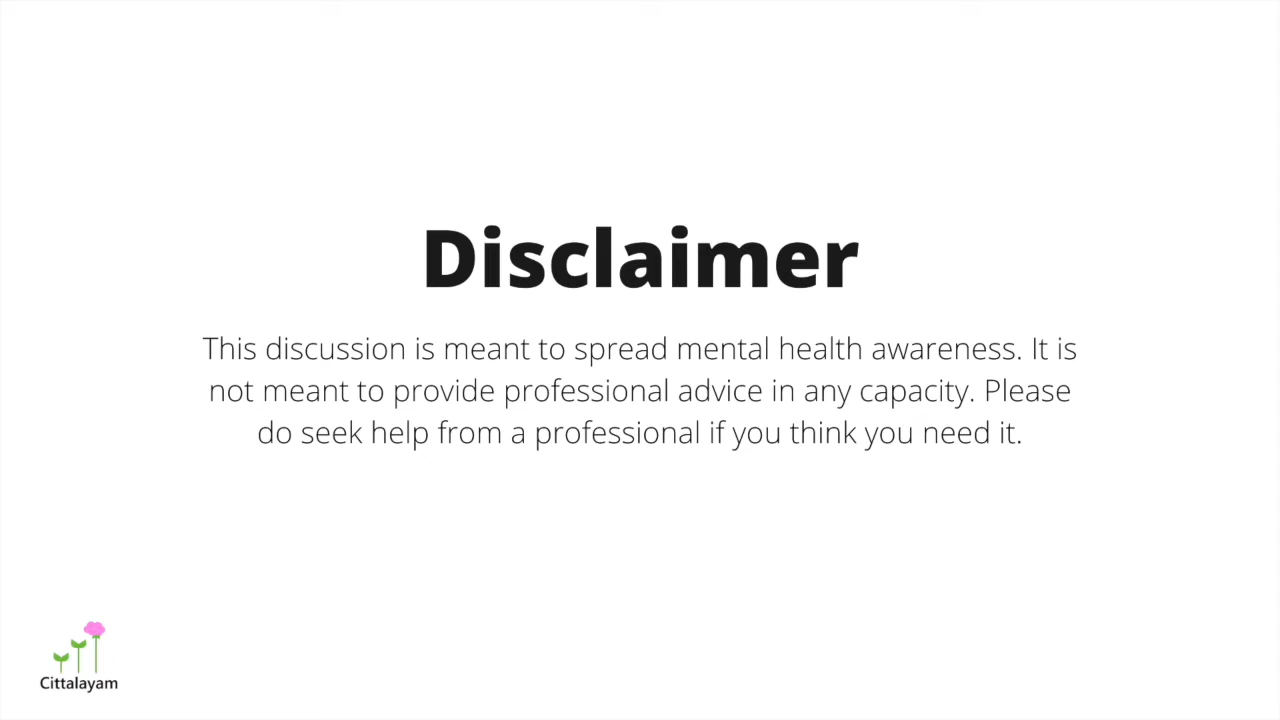 Disclaimer
This discussion is meant to spread mental health awareness. It is
not meant to provide professional advice in any capacity. Please
do seek help from a professional if you think you need it.
Cittalayam